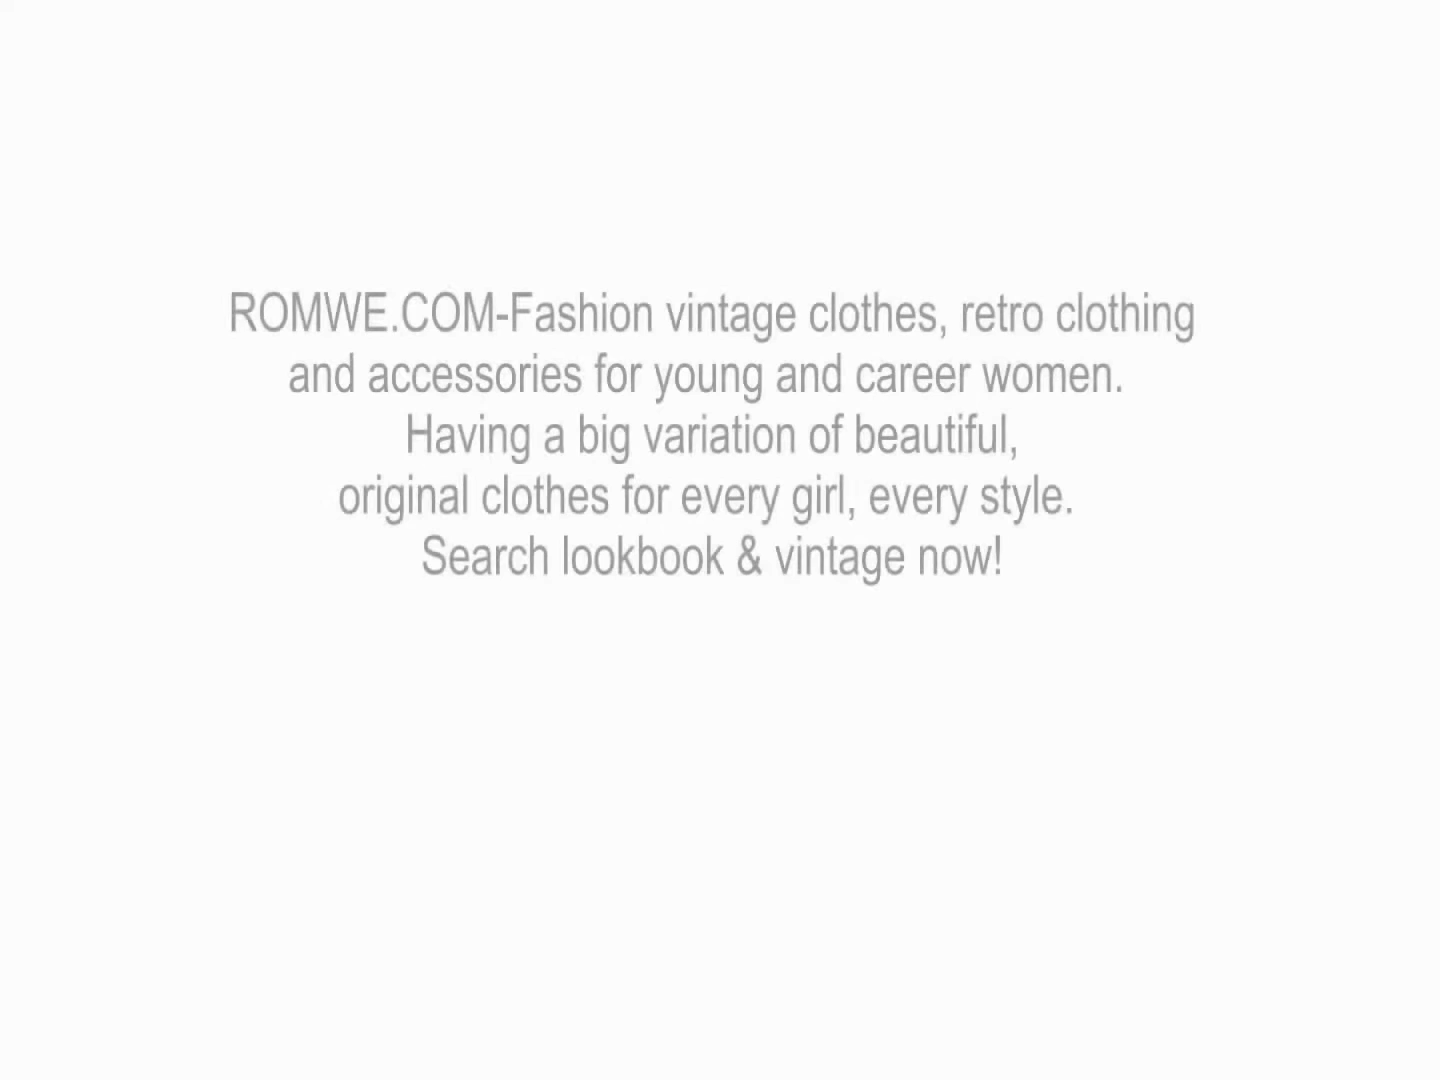 ROMWE.COM-Fashion vintage clothes, retro clothing
and accessories for young and career women.
Having a big variation of beautiful,
original clothes for every girl, every style.
Search lookbook & vintage now!